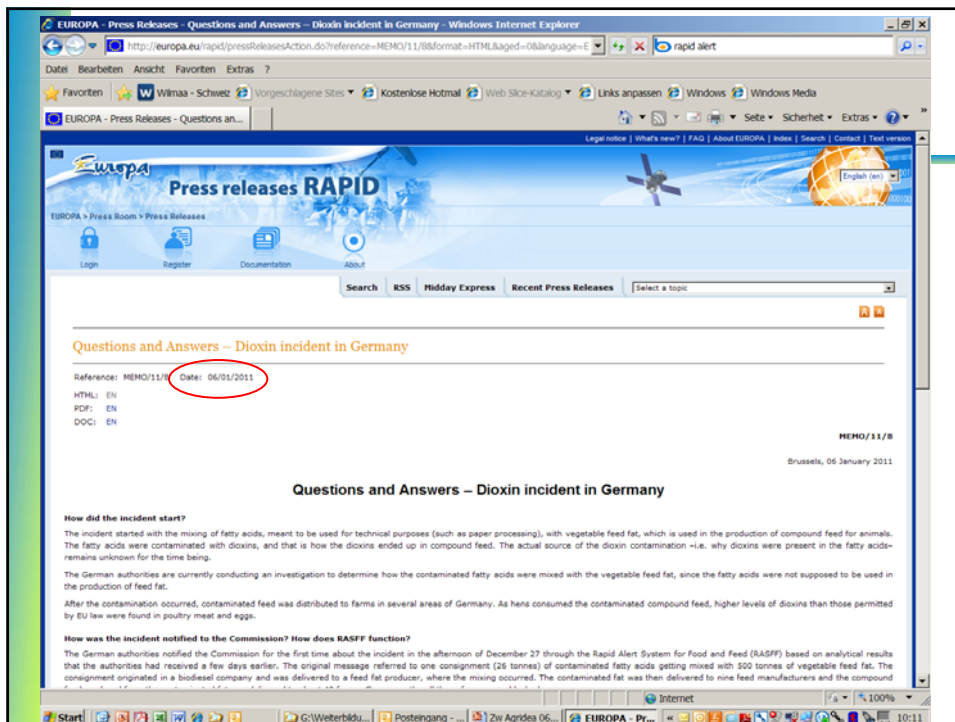 EUROPA - Press Releases - Questions and Answers – Dioxin incident in Germany - Windows Internet Explorer
http://europa.eu/rapid/pressReleasesAction.do?reference=MEMO/11/8&format=HTML&aged=0&language=E
rapid alert
Datei Bearbeiten Ansicht Favoriten Extras ?
Favoriten Wilmaa - Schweiz Vorgeschlagene Sites Kostenlose Hotmail Web Slice-Katalog Links anpassen Windows Windows Media
EUROPA - Press Releases - Questions an... Seite Sicherheit Extras
Legal notice | What's new? | FAQ | About EUROPA | Index | Search | Contact | Text version
Europa
Press releases RAPID
English (en)
EUROPA > Press Room > Press Releases
Login Register Documentation About
Search RSS Midday Express Recent Press Releases Select a topic
Questions and Answers – Dioxin incident in Germany
Reference: MEMO/11/8 Date: 06/01/2011
HTML: EN
PDF: EN
DOC: EN
MEMO/11/8
Brussels, 06 January 2011
Questions and Answers – Dioxin incident in Germany
How did the incident start?
The incident started with the mixing of fatty acids, meant to be used for technical purposes (such as paper processing), with vegetable feed fat, which is used in the production of compound feed for animals.
The fatty acids were contaminated with dioxins, and that is how the dioxins ended up in compound feed. The actual source of the dioxin contamination –i.e. why dioxins were present in the fatty acids–
remains unknown for the time being.
The German authorities are currently conducting an investigation to determine how the contaminated fatty acids were mixed with the vegetable feed fat, since the fatty acids were not supposed to be used in
the production of feed fat.
After the contamination occurred, contaminated feed was distributed to farms in several areas of Germany. As hens consumed the contaminated compound feed, higher levels of dioxins than those permitted
by EU law were found in poultry meat and eggs.
How was the incident notified to the Commission? How does RASFF function?
The German authorities notified the Commission for the first time about the incident in the afternoon of December 27 through the Rapid Alert System for Food and Feed (RASFF) based on analytical results
that the authorities had received a few days earlier. The original message referred to one consignment (26 tonnes) of contaminated fatty acids getting mixed with 500 tonnes of vegetable feed fat. The
consignment originated in a biodiesel company and was delivered to a feed fat producer, where the mixing occurred. The contaminated fat was then delivered to nine feed manufacturers and the compound
Internet 100%
Start G:\Weiterbildu... Posteingang - ... Zw Agridea 06... EUROPA - Pr... 10:11